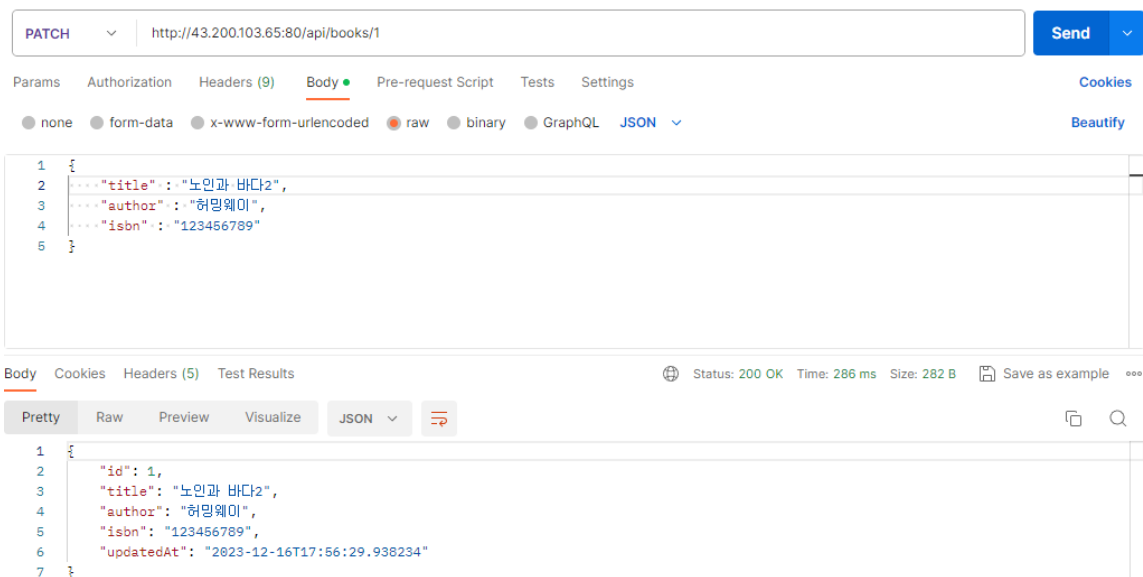 PATCH http://43.200.103.65:80/api/books/1 Send
Params Authorization Headers (9) Body Pre-request Script Tests Settings Cookies
none form-data x-www-form-urlencoded raw binary GraphQL JSON Beautify
1 {
2 "title" : "노인과 바다2",
3 "author" : "허밍웨이",
4 "isbn" : "123456789"
5 }
Body Cookies Headers (5) Test Results Status: 200 OK Time: 286 ms Size: 282 B Save as example
Pretty Raw Preview Visualize JSON
1 {
2 "id": 1,
3 "title": "노인과 바다2",
4 "author": "허밍웨이",
5 "isbn": "123456789",
6 "updatedAt": "2023-12-16T17:56:29.938234"
7 }